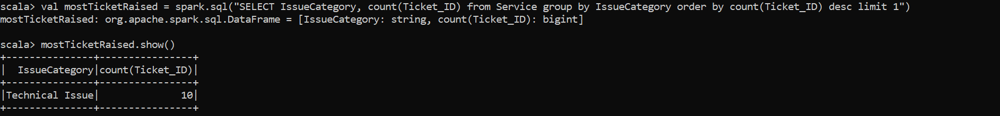 scala> val mostTicketRaised = spark.sql("SELECT IssueCategory, count(Ticket_ID) from Service group by IssueCategory order by count(Ticket_ID) desc limit 1")
mostTicketRaised: org.apache.spark.sql.DataFrame = [IssueCategory: string, count(Ticket_ID): bigint]
scala> mostTicketRaised.show()
+---------------+----------------+
|  IssueCategory|count(Ticket_ID)|
+---------------+----------------+
|Technical Issue|              10|
+---------------+----------------+